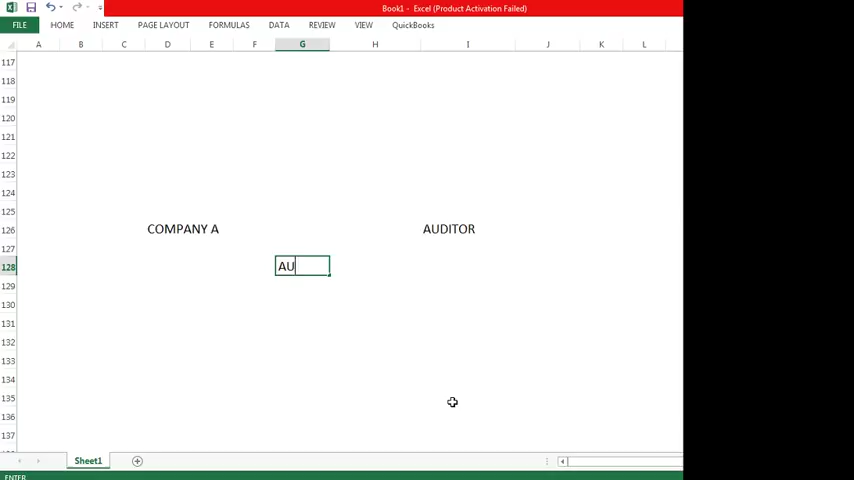 Book1 - Excel (Product Activation Failed)
FILE HOME INSERT PAGE LAYOUT FORMULAS DATA REVIEW VIEW QuickBooks
A B C D E F G H I J K L
117
118
119
120
121
122
123
124
125
126 COMPANY A AUDITOR
127
128 AU
129
130
131
132
133
134
135
136
137
Sheet1
ENTER